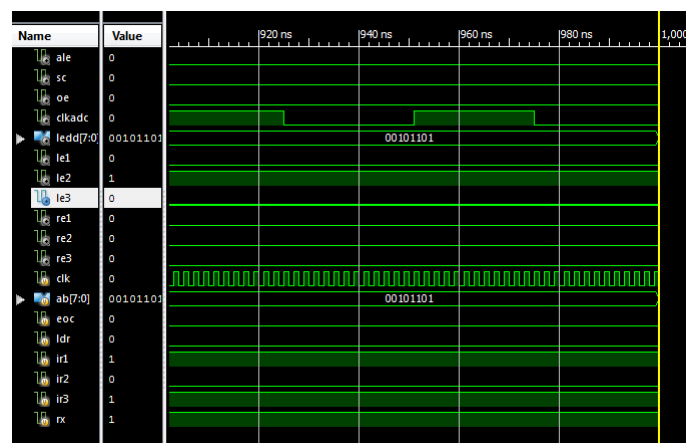 Name Value 920 ns 940 ns 960 ns 980 ns 1,000
ale 0
sc 0
oe 0
clkadc 0
ledd[7:0] 00101101 00101101
le1 0
le2 1
le3 0
re1 0
re2 0
re3 0
clk 0
ab[7:0] 00101101 00101101
eoc 0
ldr 0
ir1 1
ir2 0
ir3 1
rx 1